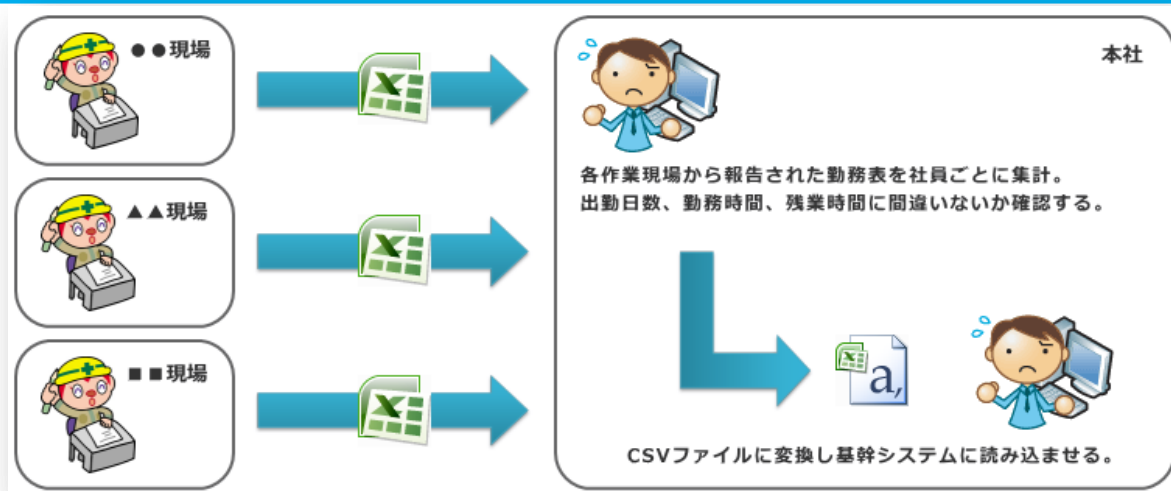 ●●現場
本社
各作業現場から報告された勤務表を社員ごとに集計。
出勤日数、勤務時間、残業時間に間違いないか確認する。
▲▲現場
■■現場
a,
CSVファイルに変換し基幹システムに読み込ませる。